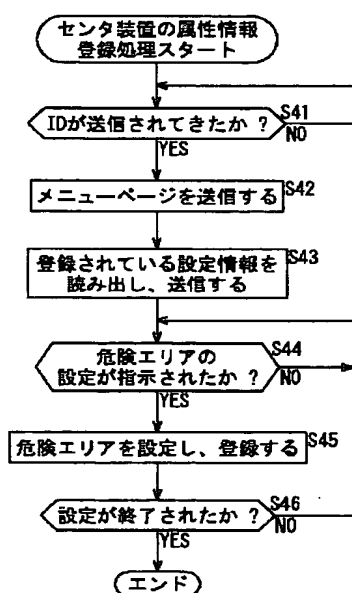 センタ装置の属性情報
登録処理スタート
IDが送信されてきたか ?
S41
NO
YES
メニューページを送信する
S42
登録されている設定情報を
読み出し、送信する
S43
危険エリアの
設定が指示されたか ?
S44
NO
YES
危険エリアを設定し、登録する
S45
設定が終了されたか ?
S46
NO
YES
エンド